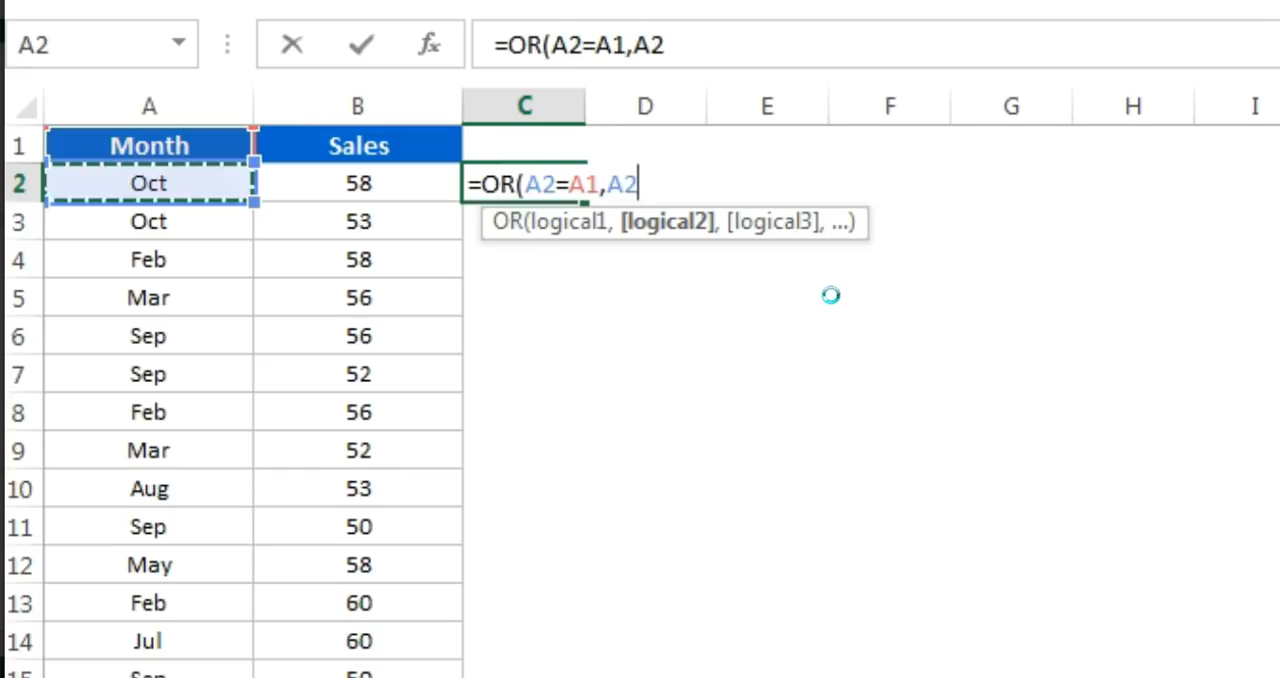 A2 fx =OR(A2=A1,A2
A B C D E F G H I
1 Month Sales
2 Oct 58 =OR(A2=A1,A2
3 Oct 53 OR(logical1, [logical2], [logical3], ...)
4 Feb 58
5 Mar 56
6 Sep 56
7 Sep 52
8 Feb 56
9 Mar 52
10 Aug 53
11 Sep 50
12 May 58
13 Feb 60
14 Jul 60